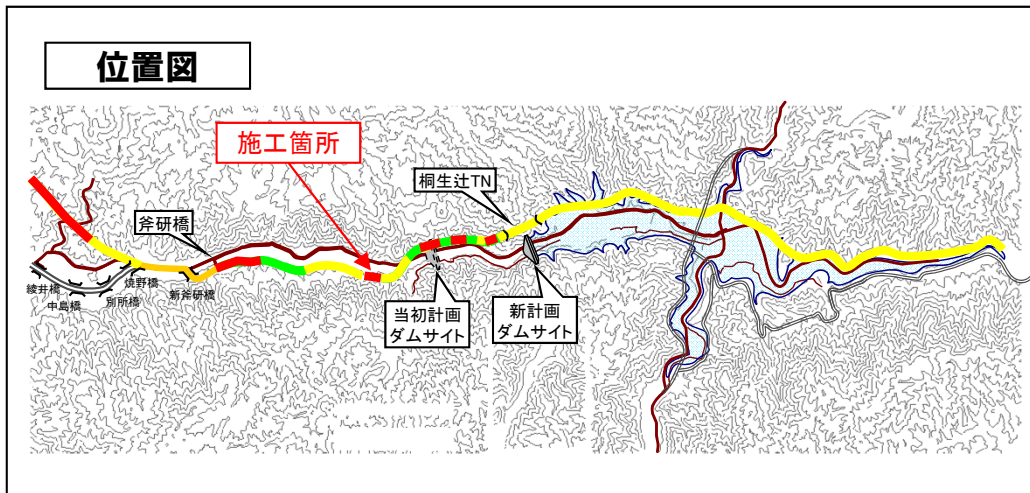 位置図
施工箇所
桐生辻TN
斧研橋
綾井橋
中島橋
別所橋
焼野橋
新斧研橋
当初計画
ダムサイト
新計画
ダムサイト